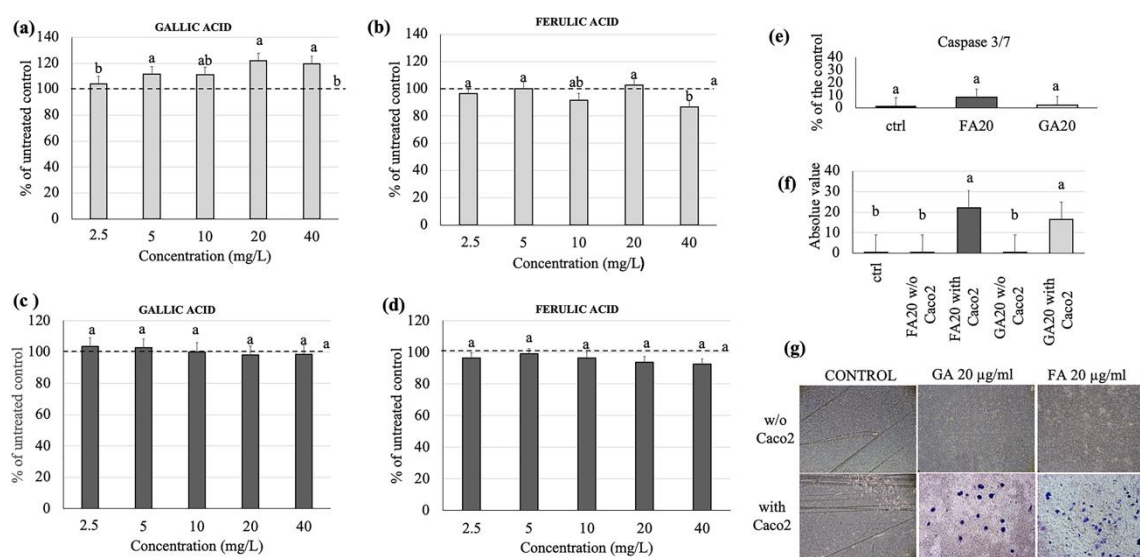 (a)
GALLIC ACID
% of untreated control
140
120
100
80
60
40
20
0
b
a
ab
a
a
b
2.5
5
10
20
40
Concentration (mg/L)
(b)
FERULIC ACID
% of untreated control
140
120
100
80
60
40
20
0
a
a
ab
a
b
a
2.5
5
10
20
40
Concentration (mg/L)
(c )
GALLIC ACID
% of untreated control
120
100
80
60
40
20
0
a
a
a
a
a
a
2.5
5
10
20
40
Concentration (mg/L)
(d)
FERULIC ACID
% of untreated control
120
100
80
60
40
20
0
a
a
a
a
a
a
2.5
5
10
20
40
Concentration (mg/L)
(e)
Caspase 3/7
% of the control
40
30
20
10
0
a
a
a
ctrl
FA20
GA20
(f)
Absolue value
40
30
20
10
0
b
b
a
b
a
ctrl
FA20 w/o
Caco2
FA20 with
Caco2
GA20 w/o
Caco2
GA20 with
Caco2
(g)
CONTROL
GA 20 µg/ml
FA 20 µg/ml
w/o
Caco2
with
Caco2